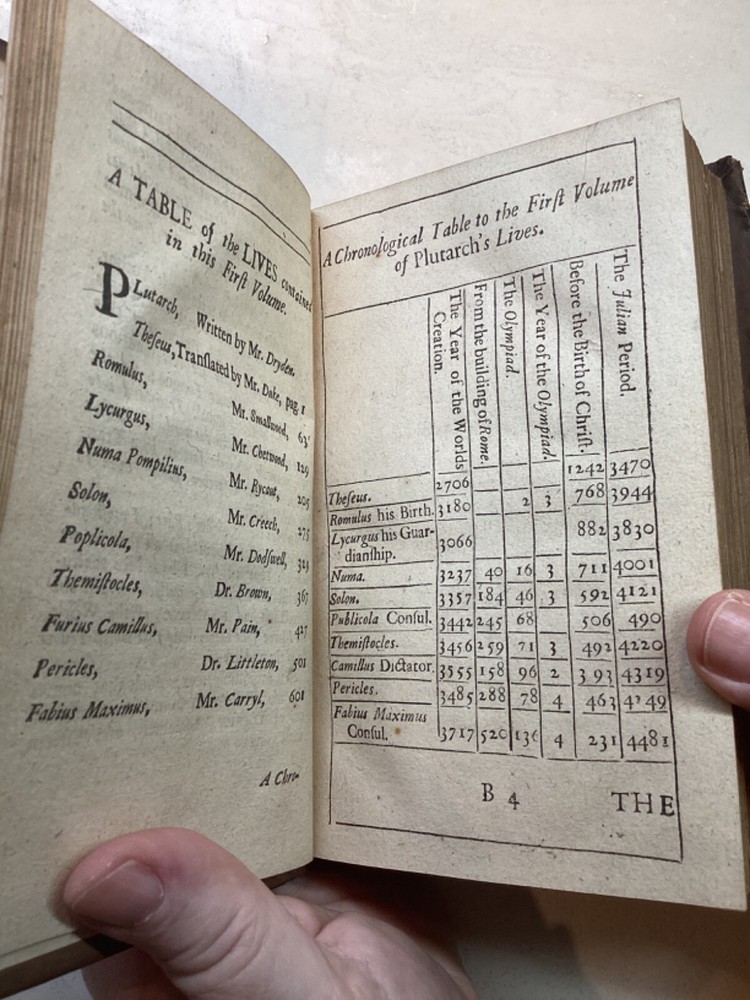 A TABLE of the LIVES contained
in this Firſt Volume.
PLutarch, Written by Mr. Dryden.
Theſeus, Tranſlated by Mr. Duke, pag. 1
Romulus, Mr. Smallwood, 63
Lycurgus, Mr. Chetwood, 129
Numa Pompilius, Mr. Rycaut, 205
Solon, Mr. Creech, 275
Poplicola, Mr. Dodſwell, 329
Themiſtocles, Dr. Brown, 367
Furius Camillus, Mr. Pain, 427
Pericles, Dr. Littleton, 501
Fabius Maximus, Mr. Carryl, 601
A Chro-
A Chronological Table to the Firſt Volume
of Plutarch's Lives.
The Year of the Worlds
Creation.
From the building of Rome.
The Olympiad.
The Year of the Olympiad.
Before the Birth of Chriſt.
The Julian Period.
Theſeus. 2706 1242 3470
Romulus his Birth. 3180 2 3 768 3944
Lycurgus his Guar-
dianſhip. 3066 882 3830
Numa. 3237 40 16 3 711 4001
Solon. 3357 184 46 3 592 4121
Publicola Conſul. 3442 245 68 506 490
Themiſtocles. 3456 259 71 3 492 4220
Camillus Dictator. 3555 158 96 2 393 4319
Pericles. 3485 288 78 4 463
Fabius Maximus
Conſul. 3717 520 4 231 4481
B 4 THE